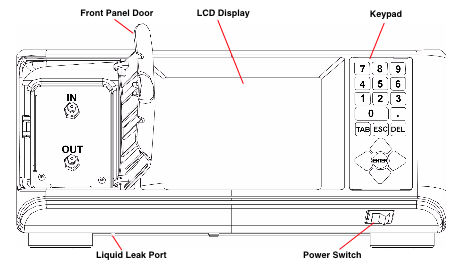 Front Panel Door
LCD Display
Keypad
7 8 9
4 5 6
1 2 3
0 .
TAB ESC DEL
ENTER
IN
OUT
Liquid Leak Port
Power Switch